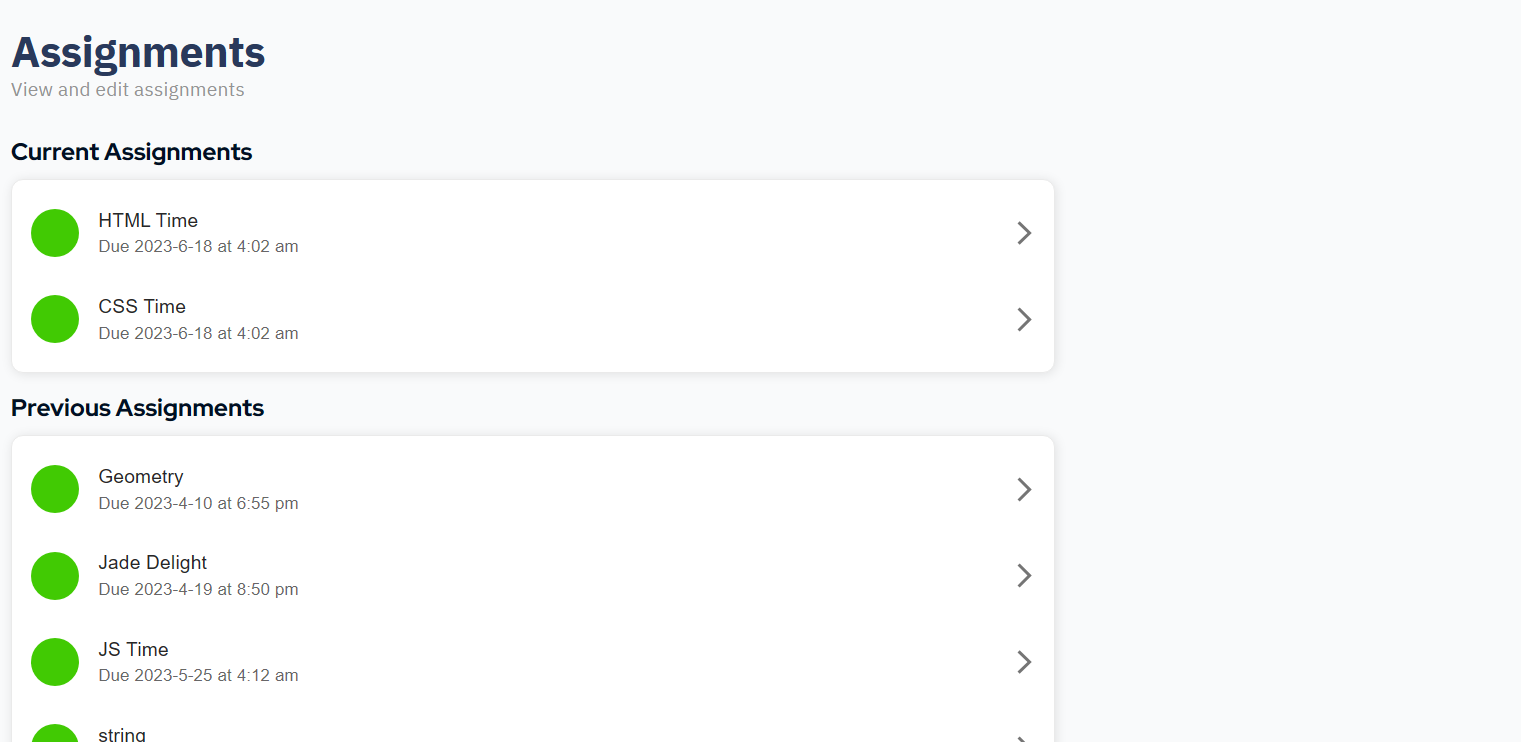 Assignments
View and edit assignments
Current Assignments
HTML Time
Due 2023-6-18 at 4:02 am
CSS Time
Due 2023-6-18 at 4:02 am
Previous Assignments
Geometry
Due 2023-4-10 at 6:55 pm
Jade Delight
Due 2023-4-19 at 8:50 pm
JS Time
Due 2023-5-25 at 4:12 am
string